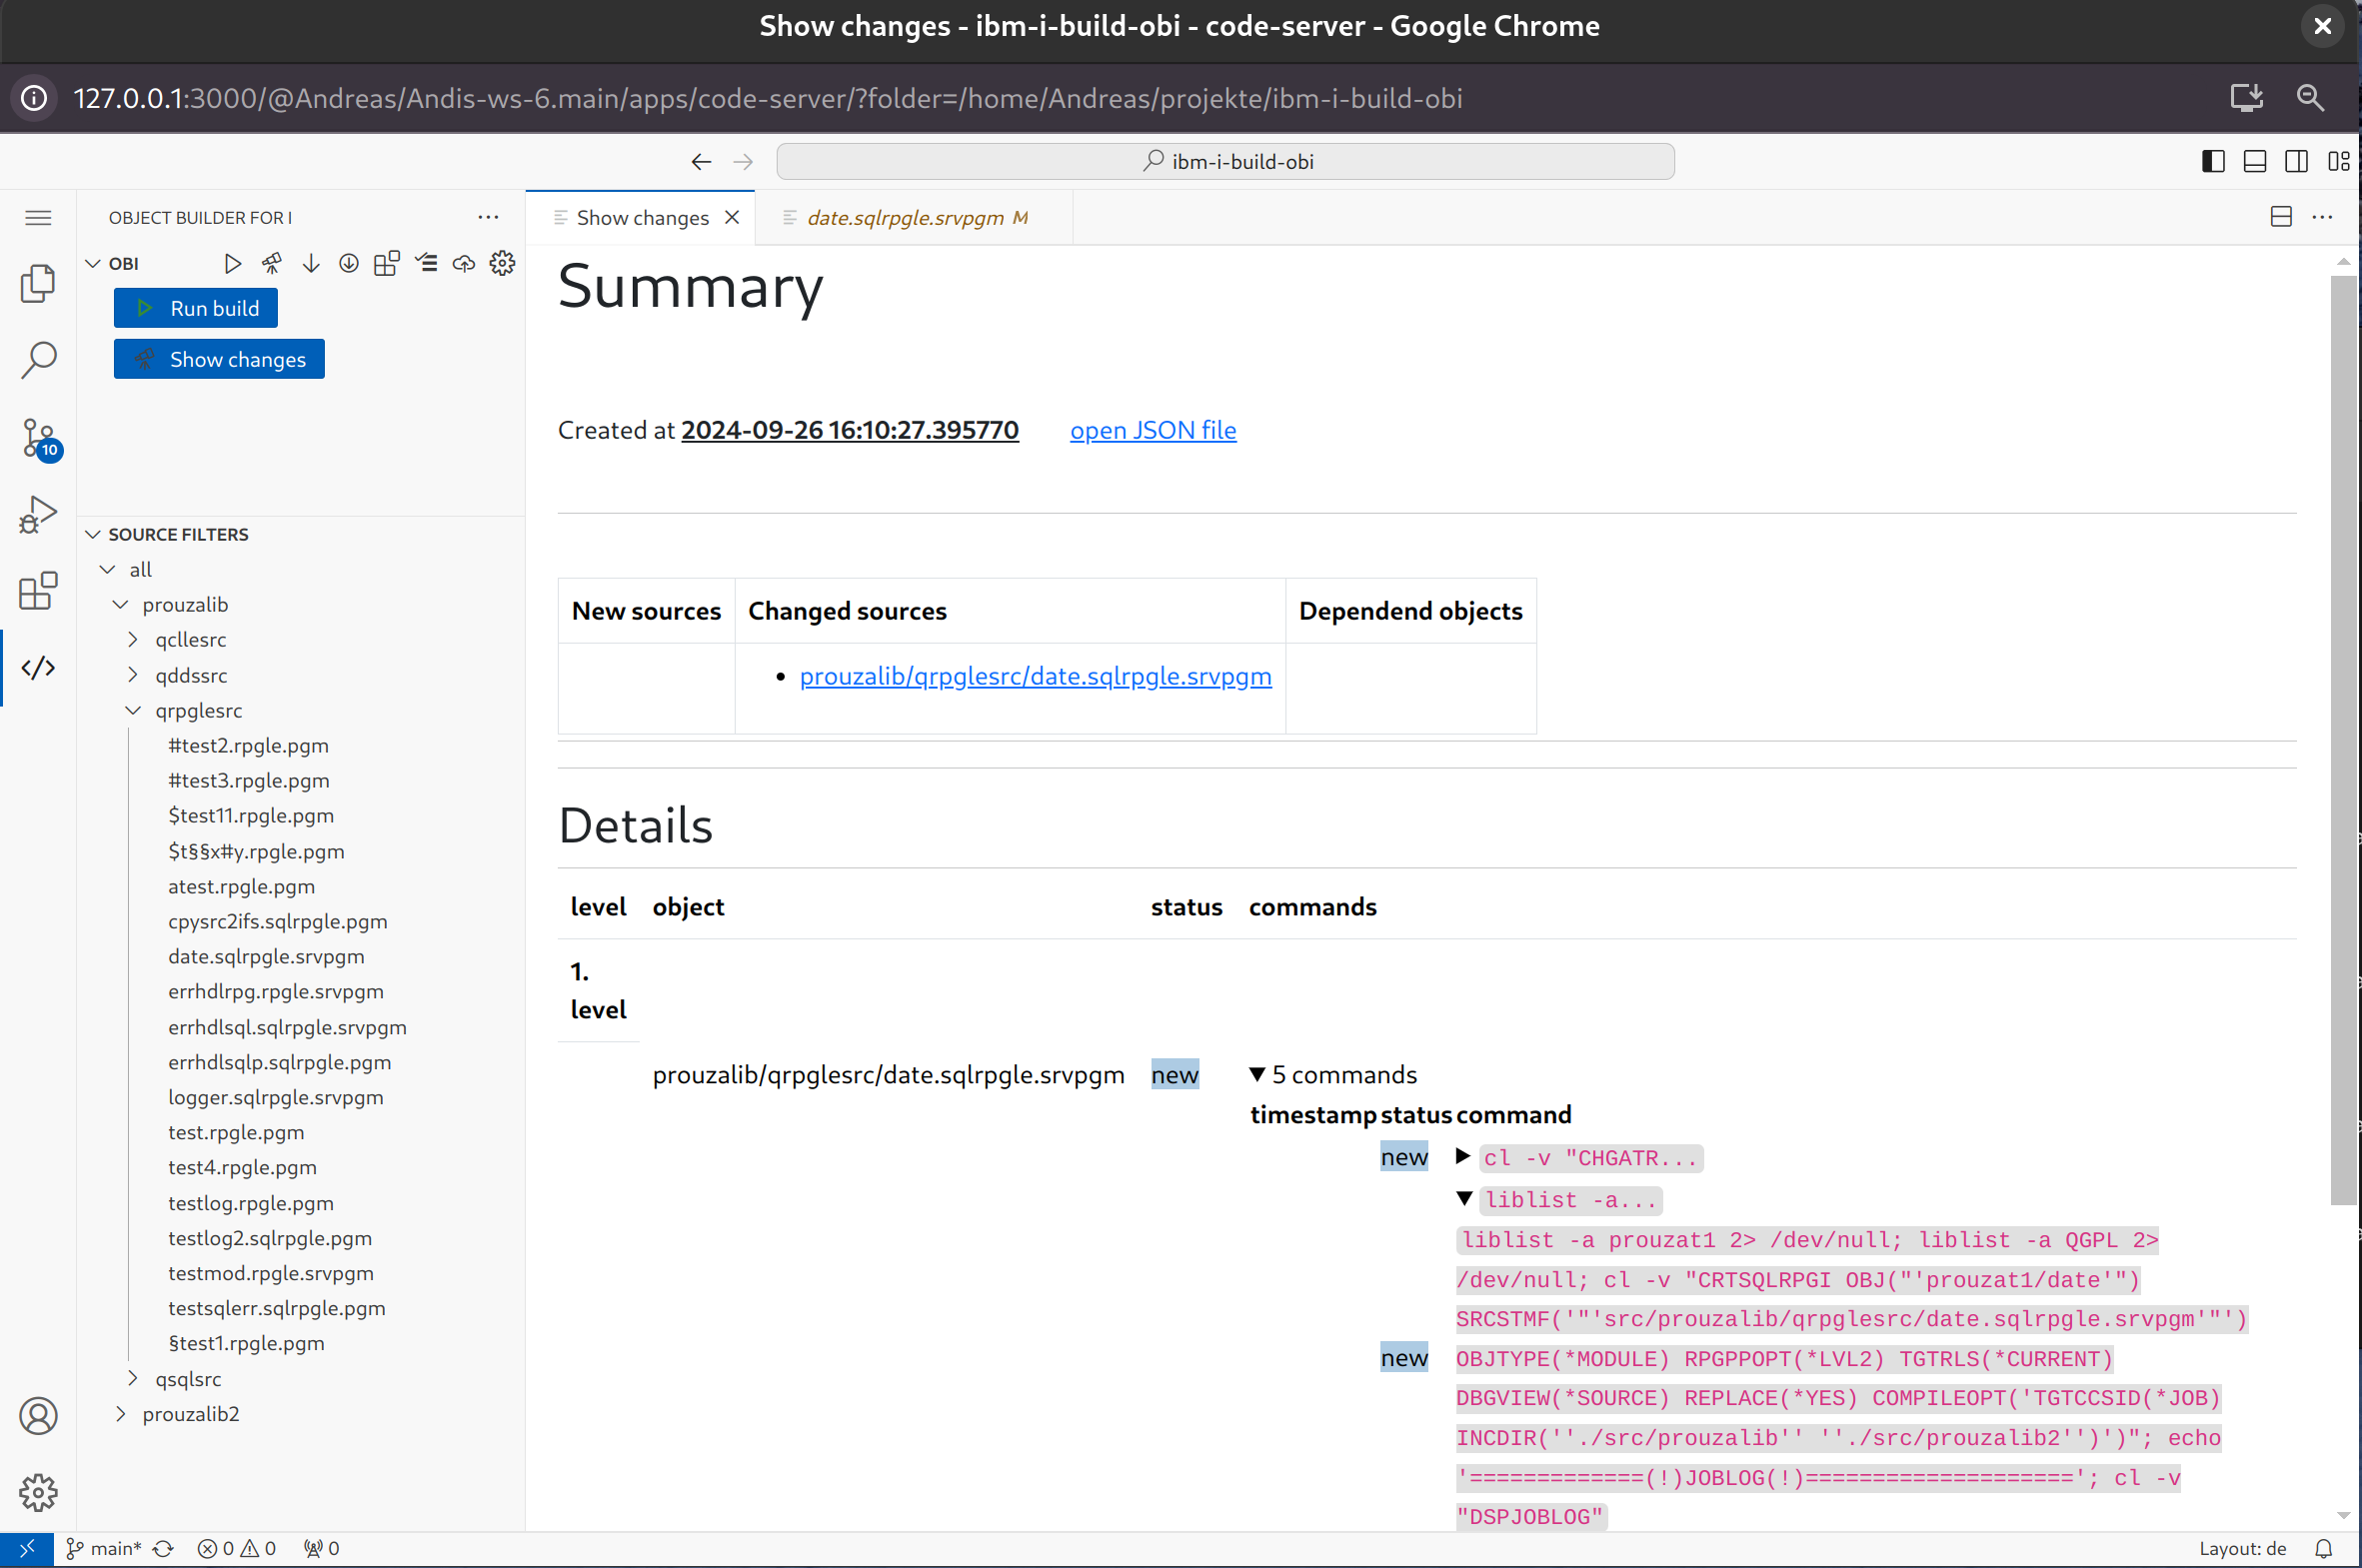 Show changes - ibm-i-build-obi - code-server - Google Chrome
127.0.0.1:3000/@Andreas/Andis-ws-6.main/apps/code-server/?folder=/home/Andreas/projekte/ibm-i-build-obi
ibm-i-build-obi
OBJECT BUILDER FOR I
OBI
Run build
Show changes
10
SOURCE FILTERS
all
prouzalib
qcllesrc
qddssrc
qrpglesrc
#test2.rpgle.pgm
#test3.rpgle.pgm
$test11.rpgle.pgm
$t§§x#y.rpgle.pgm
atest.rpgle.pgm
cpysrc2ifs.sqlrpgle.pgm
date.sqlrpgle.srvpgm
errhdlrpg.rpgle.srvpgm
errhdlsql.sqlrpgle.srvpgm
errhdlsqlp.sqlrpgle.pgm
logger.sqlrpgle.srvpgm
test.rpgle.pgm
test4.rpgle.pgm
testlog.rpgle.pgm
testlog2.sqlrpgle.pgm
testmod.rpgle.srvpgm
testsqlerr.sqlrpgle.pgm
§test1.rpgle.pgm
qsqlsrc
prouzalib2
Show changes
date.sqlrpgle.srvpgm M
Summary
Created at 2024-09-26 16:10:27.395770 open JSON file
New sources Changed sources Dependend objects
• prouzalib/qrpglesrc/date.sqlrpgle.srvpgm
Details
level object status commands
1.
level
prouzalib/qrpglesrc/date.sqlrpgle.srvpgm new 5 commands
timestamp status command
new cl -v "CHGATR...
liblist -a...
liblist -a prouzat1 2> /dev/null; liblist -a QGPL 2>
/dev/null; cl -v "CRTSQLRPGI OBJ("'prouzat1/date'")
SRCSTMF('"'src/prouzalib/qrpglesrc/date.sqlrpgle.srvpgm'"')
new OBJTYPE(*MODULE) RPGPPOPT(*LVL2) TGTRLS(*CURRENT)
DBGVIEW(*SOURCE) REPLACE(*YES) COMPILEOPT('TGTCCSID(*JOB)
INCDIR(''./src/prouzalib'' ''./src/prouzalib2'')')"; echo
'=============(!)JOBLOG(!)===================='; cl -v
"DSPJOBLOG"
main* 0 0 0
Layout: de